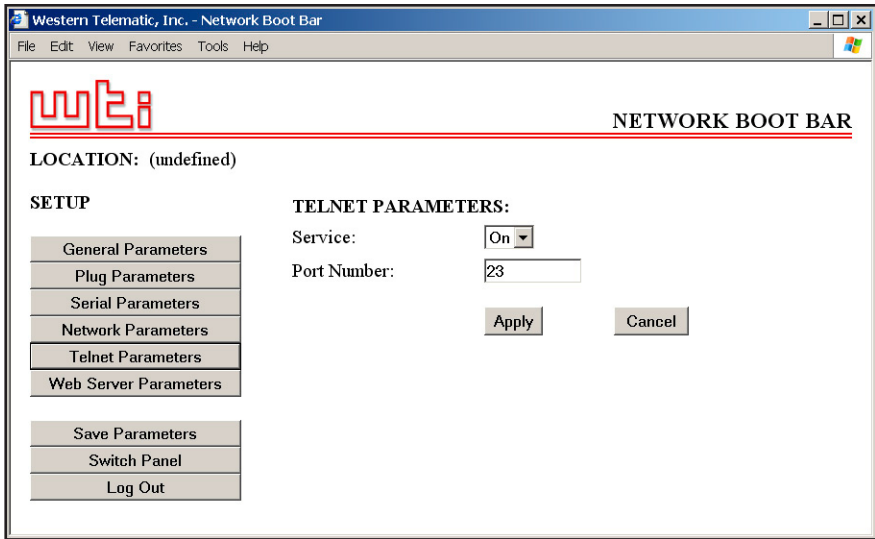 Western Telematic, Inc. - Network Boot Bar
File Edit View Favorites Tools Help
wti
NETWORK BOOT BAR
LOCATION: (undefined)
SETUP
General Parameters
Plug Parameters
Serial Parameters
Network Parameters
Telnet Parameters
Web Server Parameters
Save Parameters
Switch Panel
Log Out
TELNET PARAMETERS:
Service: On
Port Number: 23
Apply Cancel